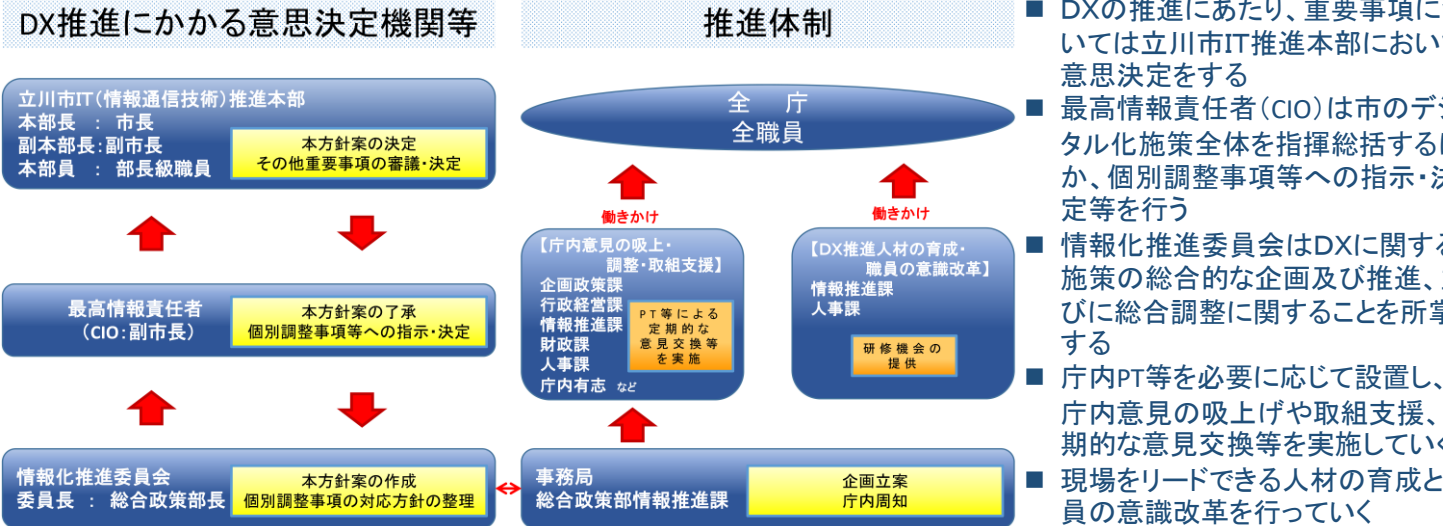 DX推進にかかる意思決定機関等
立川市IT（情報通信技術）推進本部
本部長　：　市長
副本部長：副市長
本部員　：　部長級職員
本方針案の決定
その他重要事項の審議・決定
最高情報責任者
（CIO：副市長）
本方針案の了承
個別調整事項等への指示・決定
情報化推進委員会
委員長　：　総合政策部長
本方針案の作成
個別調整事項の対応方針の整理
推進体制
全　庁
全職員
働きかけ
働きかけ
【庁内意見の吸上・
調整・取組支援】
企画政策課
行政経営課
情報推進課
財政課
人事課
庁内有志 など
PT等による
定期的な
意見交換等
を実施
【DX推進人材の育成・
職員の意識改革】
情報推進課
人事課
研修機会の
提供
事務局
総合政策部情報推進課
企画立案
庁内周知
■ DXの推進にあたり、重要事項に
いては立川市IT推進本部におい
意思決定をする
■ 最高情報責任者（CIO）は市のデ
タル化施策全体を指揮総括する
か、個別調整事項等への指示・
定等を行う
■ 情報化推進委員会はDXに関する
施策の総合的な企画及び推進、
びに総合調整に関することを所掌
する
■ 庁内PT等を必要に応じて設置し、
庁内意見の吸上げや取組支援、
期的な意見交換等を実施してい
■ 現場をリードできる人材の育成と
員の意識改革を行っていく